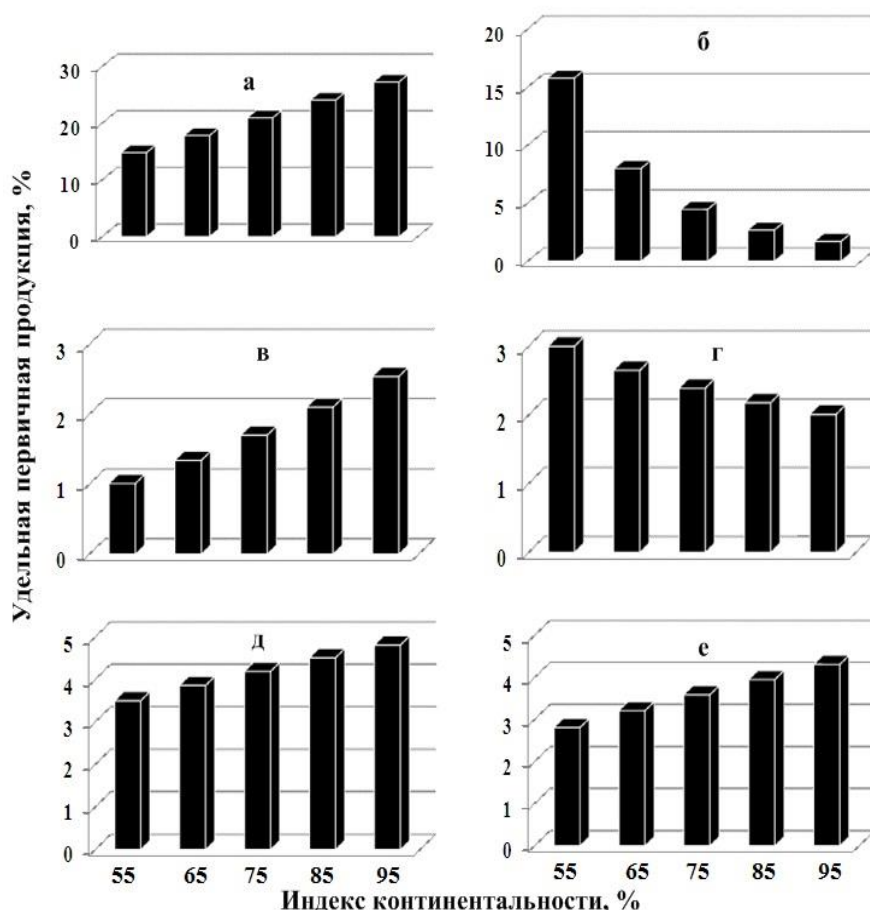 Удельная первичная продукция, %
а
30
20
10
0
б
20
15
10
5
0
в
3
2
1
0
г
3
2
1
0
д
5
4
3
2
1
0
55 65 75 85 95
е
5
4
3
2
1
0
55 65 75 85 95
Индекс континентальности, %